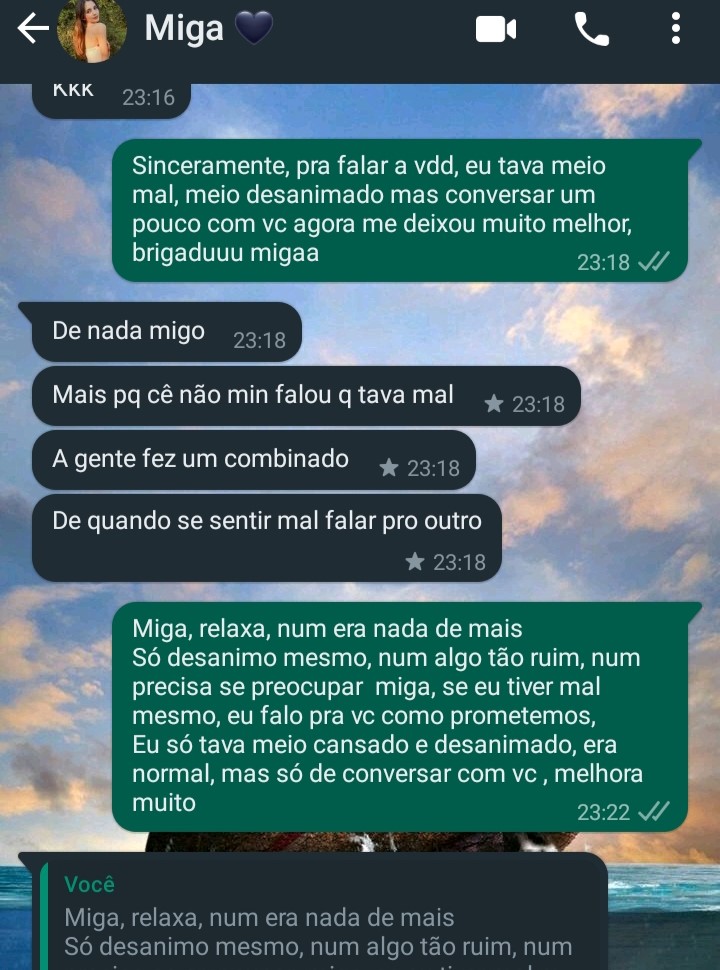 Miga 🖤
Kkk 23:16
Sinceramente, pra falar a vdd, eu tava meio
mal, meio desanimado mas conversar um
pouco com vc agora me deixou muito melhor,
brigaduuu migaa
23:18
De nada migo 23:18
Mais pq cê não min falou q tava mal 23:18
A gente fez um combinado 23:18
De quando se sentir mal falar pro outro
23:18
Miga, relaxa, num era nada de mais
Só desanimo mesmo, num algo tão ruim, num
precisa se preocupar miga, se eu tiver mal
mesmo, eu falo pra vc como prometemos,
Eu só tava meio cansado e desanimado, era
normal, mas só de conversar com vc , melhora
muito
23:22
Você
Miga, relaxa, num era nada de mais
Só desanimo mesmo, num algo tão ruim, num